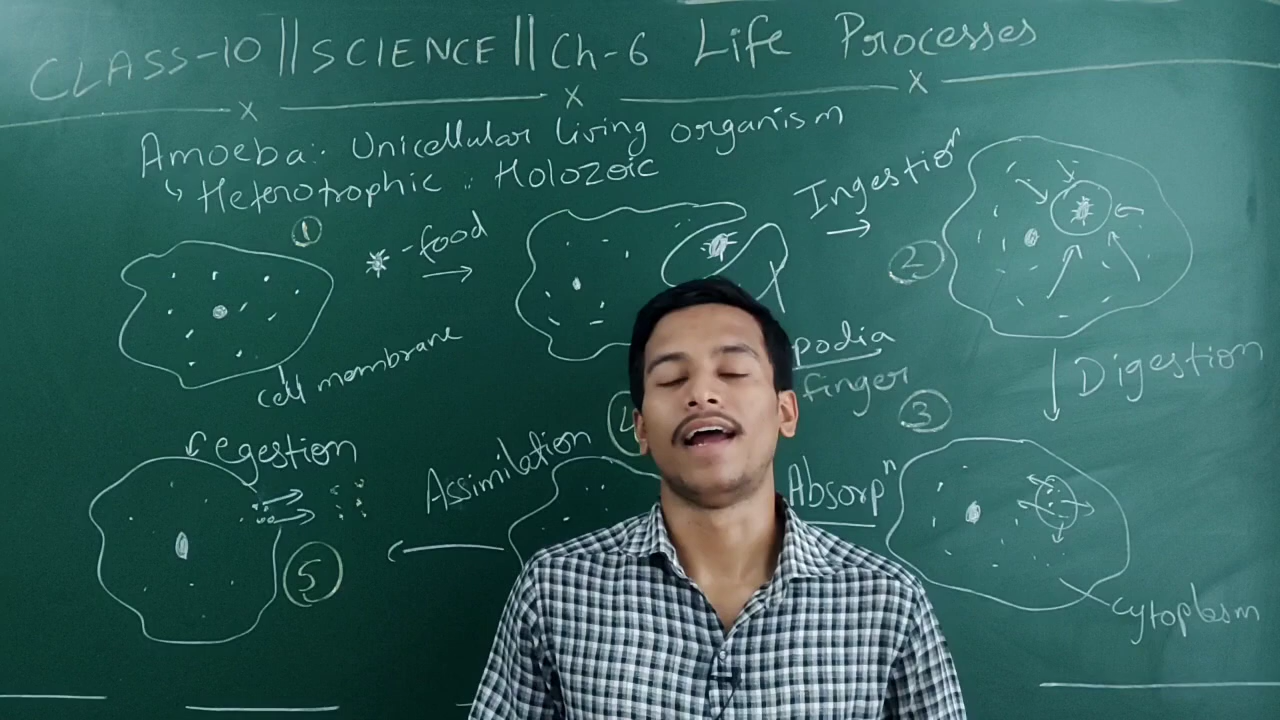 CLASS-10 || SCIENCE || Ch-6 Life Processes
Amoeba:- Unicellular living organism
Heterotrophic :- Holozoic
1
-food
Ingestion
2
cell membrane
podia
finger
Digestion
3
4
egestion
Assimilation
Absorpⁿ
5
cytoplasm